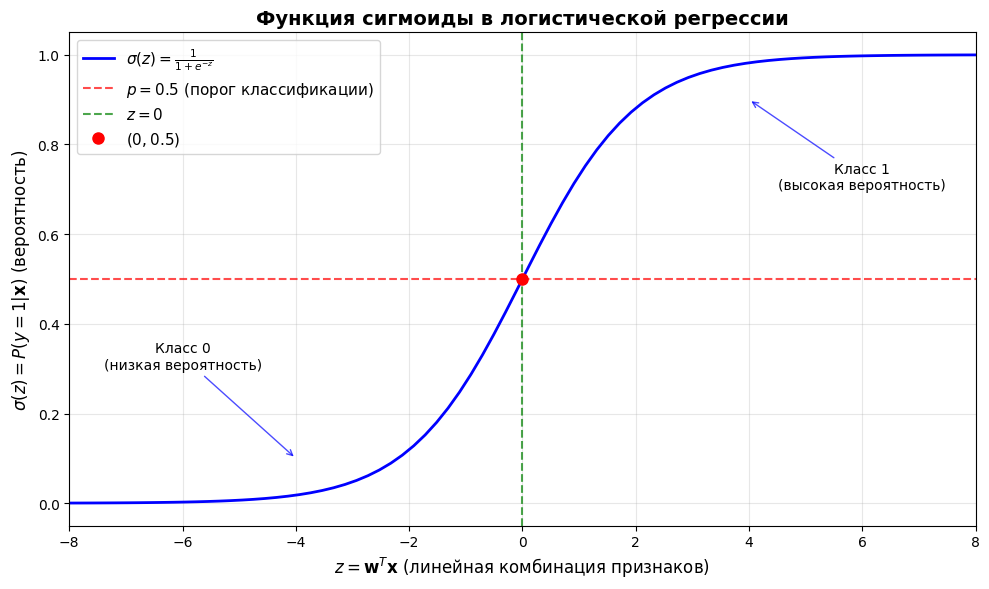 Функция сигмоиды в логистической регрессии
σ(z) = 1/(1+e^{-z})
p = 0.5 (порог классификации)
z = 0
(0, 0.5)
Класс 1
(высокая вероятность)
Класс 0
(низкая вероятность)
σ(z) = P(y = 1|x) (вероятность)
1.0
0.8
0.6
0.4
0.2
0.0
−8 −6 −4 −2 0 2 4 6 8
z = w^T x (линейная комбинация признаков)